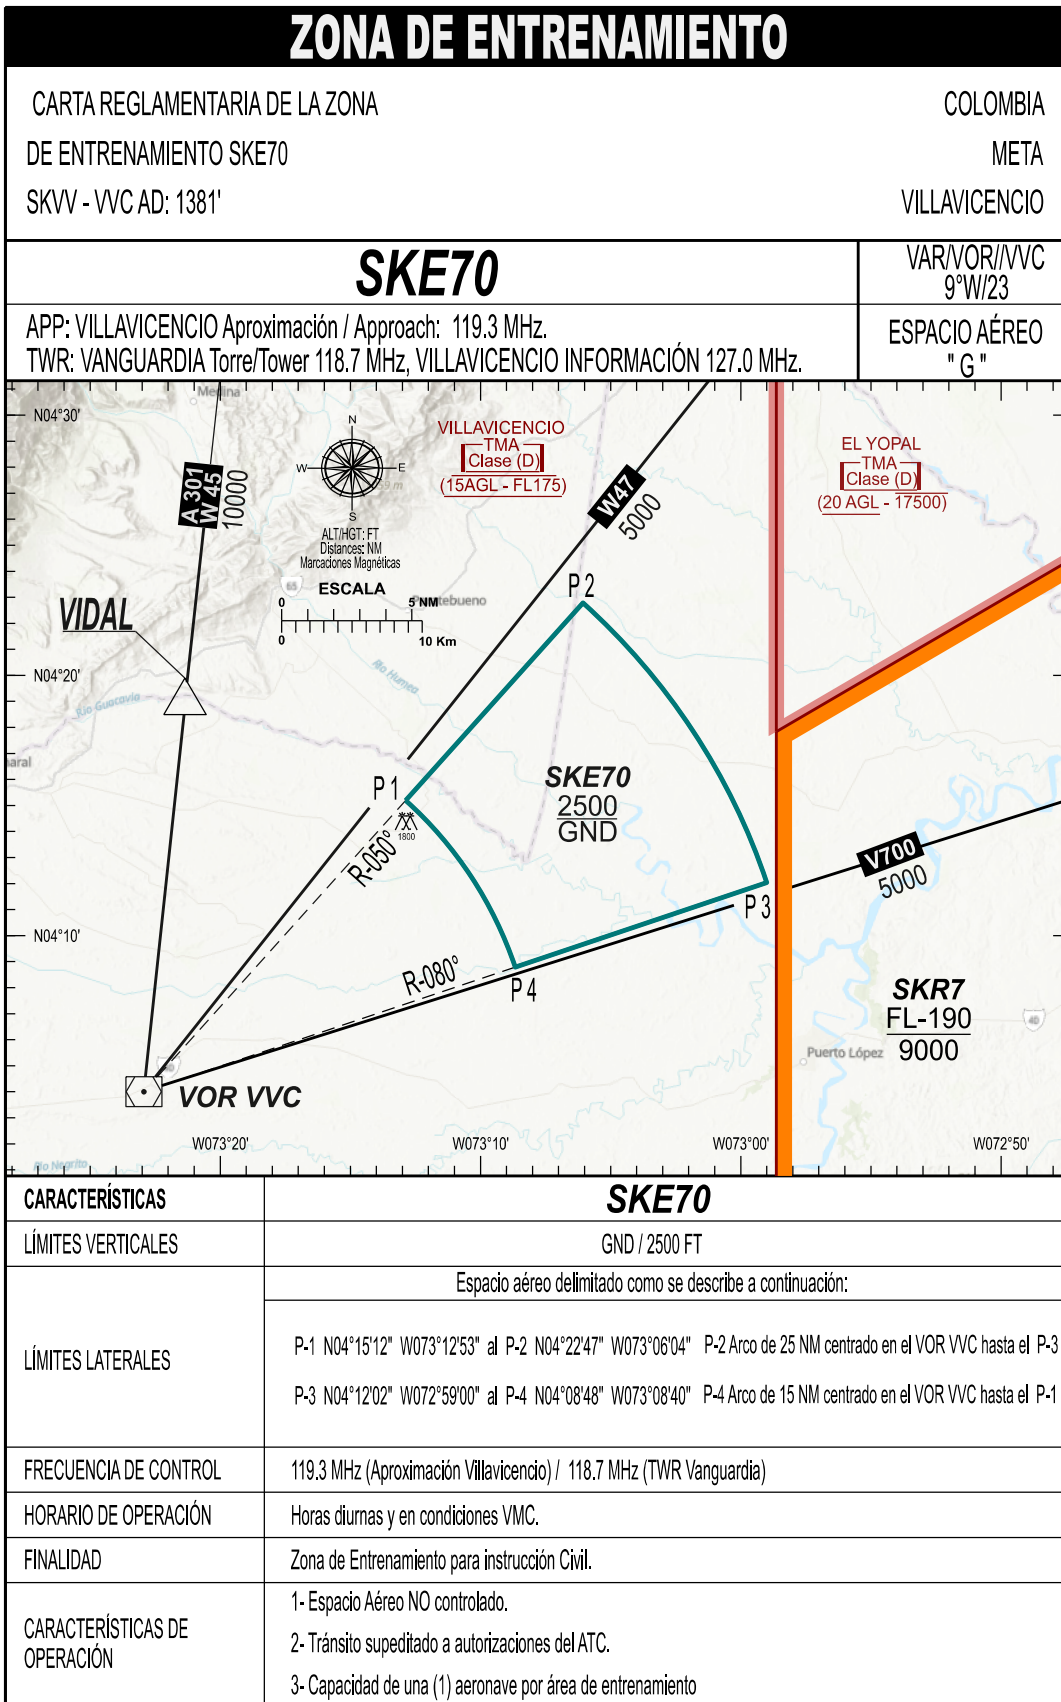 ZONA DE ENTRENAMIENTO
CARTA REGLAMENTARIA DE LA ZONA
DE ENTRENAMIENTO SKE70
SKVV - VVC AD: 1381'
COLOMBIA
META
VILLAVICENCIO
SKE70
VAR/VOR//VVC
9°W/23
APP: VILLAVICENCIO Aproximación / Approach: 119.3 MHz.
TWR: VANGUARDIA Torre/Tower 118.7 MHz, VILLAVICENCIO INFORMACIÓN 127.0 MHz.
ESPACIO AÉREO
" G "
Medina
N04°30'
A 301
W 45
10000
N
W
E
S
ALT/HGT: FT
Distances: NM
Marcaciones Magnéticas
ESCALA
0
5 NM
0
10 Km
VILLAVICENCIO
TMA
Clase (D)
(15AGL - FL175)
W47
5000
EL YOPAL
TMA
Clase (D)
(20 AGL - 17500)
65
VIDAL
P 2
N04°20'
Río Guacavía
Río Humea
P 1
1800
R-050°
SKE70
2500
GND
V700
5000
P 3
N04°10'
R-080°
P 4
SKR7
FL-190
9000
40
Puerto López
40
VOR VVC
W073°20'
W073°10'
W073°00'
W072°50'
Río Negrito
CARACTERÍSTICAS
SKE70
LÍMITES VERTICALES
GND / 2500 FT
LÍMITES LATERALES
Espacio aéreo delimitado como se describe a continuación:
P-1 N04°15'12" W073°12'53" al P-2 N04°22'47" W073°06'04" P-2 Arco de 25 NM centrado en el VOR VVC hasta el P-3
P-3 N04°12'02" W072°59'00" al P-4 N04°08'48" W073°08'40" P-4 Arco de 15 NM centrado en el VOR VVC hasta el P-1
FRECUENCIA DE CONTROL
119.3 MHz (Aproximación Villavicencio) / 118.7 MHz (TWR Vanguardia)
HORARIO DE OPERACIÓN
Horas diurnas y en condiciones VMC.
FINALIDAD
Zona de Entrenamiento para instrucción Civil.
CARACTERÍSTICAS DE
OPERACIÓN
1- Espacio Aéreo NO controlado.
2- Tránsito supeditado a autorizaciones del ATC.
3- Capacidad de una (1) aeronave por área de entrenamiento